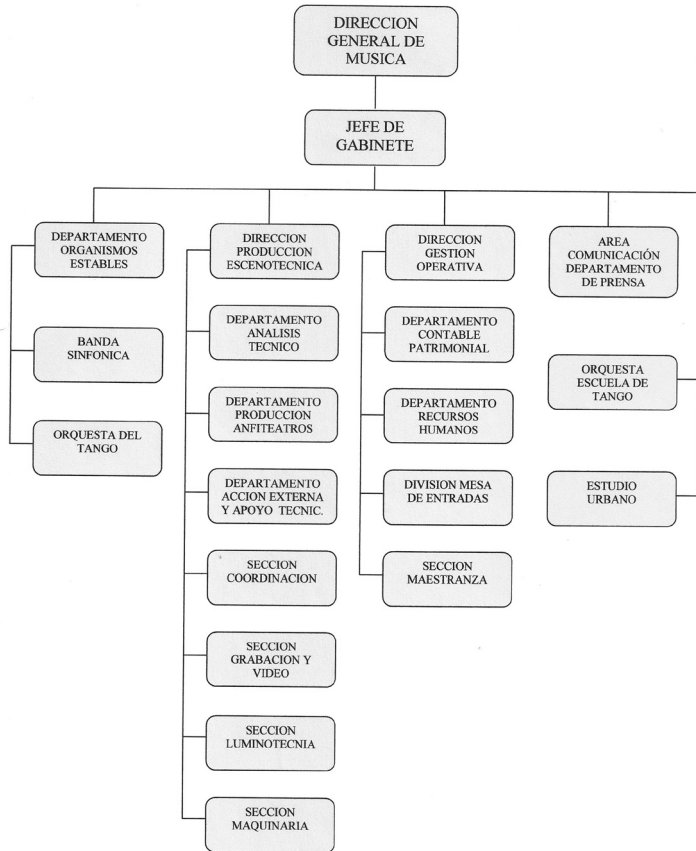 DIRECCION
GENERAL DE
MUSICA
JEFE DE
GABINETE
DEPARTAMENTO
ORGANISMOS
ESTABLES
BANDA
SINFONICA
ORQUESTA DEL
TANGO
DIRECCION
PRODUCCION
ESCENOTECNICA
DEPARTAMENTO
ANALISIS
TECNICO
DEPARTAMENTO
PRODUCCION
ANFITEATROS
DEPARTAMENTO
ACCION EXTERNA
Y APOYO TECNIC.
SECCION
COORDINACION
SECCION
GRABACION Y
VIDEO
SECCION
LUMINOTECNIA
SECCION
MAQUINARIA
DIRECCION
GESTION
OPERATIVA
DEPARTAMENTO
CONTABLE
PATRIMONIAL
DEPARTAMENTO
RECURSOS
HUMANOS
DIVISION MESA
DE ENTRADAS
SECCION
MAESTRANZA
AREA
COMUNICACIÓN
DEPARTAMENTO
DE PRENSA
ORQUESTA
ESCUELA DE
TANGO
ESTUDIO
URBANO